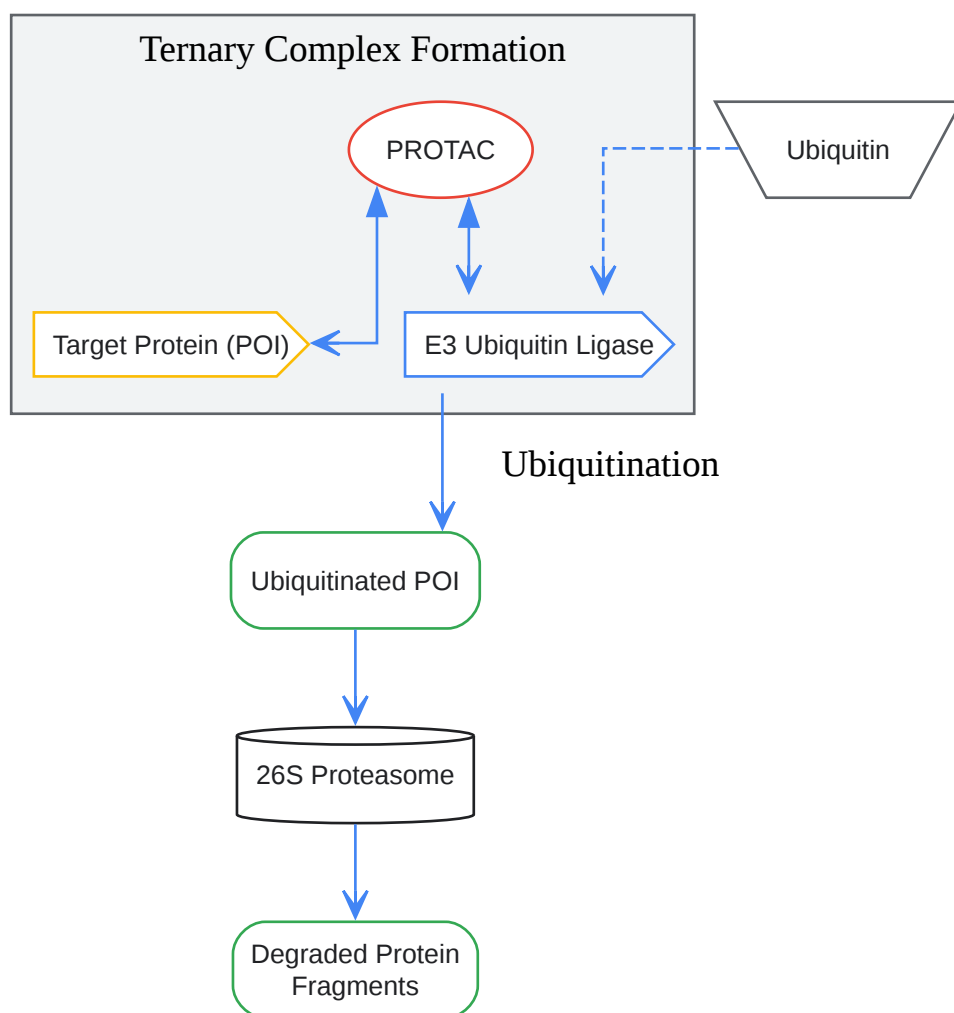 Ternary Complex Formation
PROTAC
Ubiquitin
Target Protein (POI)
E3 Ubiquitin Ligase
Ubiquitination
Ubiquitinated POI
26S Proteasome
Degraded Protein
Fragments